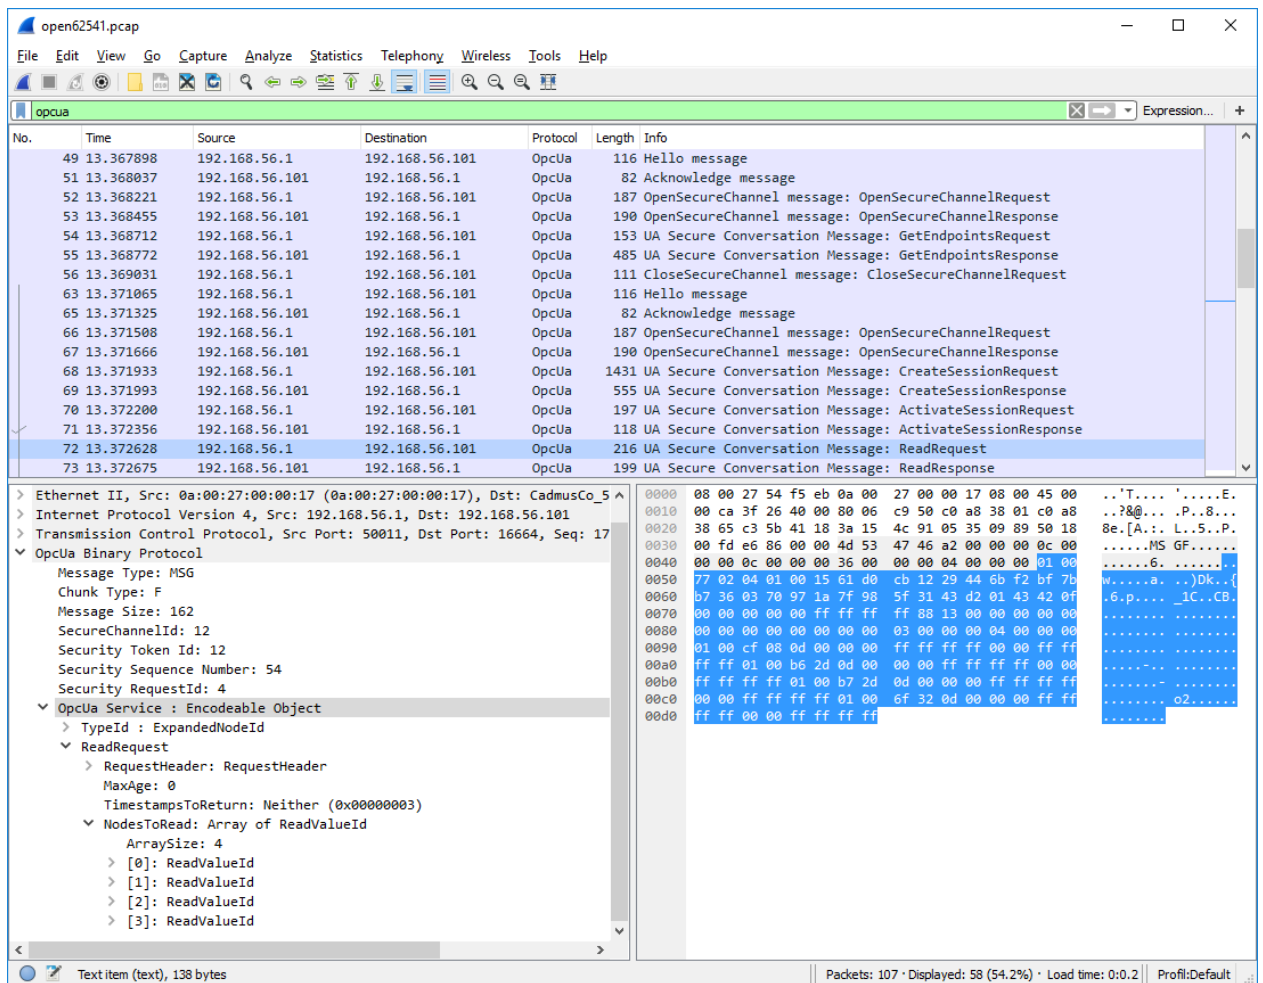 open62541.pcap
File Edit View Go Capture Analyze Statistics Telephony Wireless Tools Help
opcua Expression... +
No. Time Source Destination Protocol Length Info
49 13.367898 192.168.56.1 192.168.56.101 OpcUa 116 Hello message
51 13.368037 192.168.56.101 192.168.56.1 OpcUa 82 Acknowledge message
52 13.368221 192.168.56.1 192.168.56.101 OpcUa 187 OpenSecureChannel message: OpenSecureChannelRequest
53 13.368455 192.168.56.101 192.168.56.1 OpcUa 190 OpenSecureChannel message: OpenSecureChannelResponse
54 13.368712 192.168.56.1 192.168.56.101 OpcUa 153 UA Secure Conversation Message: GetEndpointsRequest
55 13.368772 192.168.56.101 192.168.56.1 OpcUa 485 UA Secure Conversation Message: GetEndpointsResponse
56 13.369031 192.168.56.1 192.168.56.101 OpcUa 111 CloseSecureChannel message: CloseSecureChannelRequest
63 13.371065 192.168.56.1 192.168.56.101 OpcUa 116 Hello message
65 13.371325 192.168.56.101 192.168.56.1 OpcUa 82 Acknowledge message
66 13.371508 192.168.56.1 192.168.56.101 OpcUa 187 OpenSecureChannel message: OpenSecureChannelRequest
67 13.371666 192.168.56.101 192.168.56.1 OpcUa 190 OpenSecureChannel message: OpenSecureChannelResponse
68 13.371933 192.168.56.1 192.168.56.101 OpcUa 1431 UA Secure Conversation Message: CreateSessionRequest
69 13.371993 192.168.56.101 192.168.56.1 OpcUa 555 UA Secure Conversation Message: CreateSessionResponse
70 13.372200 192.168.56.1 192.168.56.101 OpcUa 197 UA Secure Conversation Message: ActivateSessionRequest
71 13.372356 192.168.56.101 192.168.56.1 OpcUa 118 UA Secure Conversation Message: ActivateSessionResponse
72 13.372628 192.168.56.1 192.168.56.101 OpcUa 216 UA Secure Conversation Message: ReadRequest
73 13.372675 192.168.56.101 192.168.56.1 OpcUa 199 UA Secure Conversation Message: ReadResponse
Ethernet II, Src: 0a:00:27:00:00:17 (0a:00:27:00:00:17), Dst: CadmusCo_5
Internet Protocol Version 4, Src: 192.168.56.1, Dst: 192.168.56.101
Transmission Control Protocol, Src Port: 50011, Dst Port: 16664, Seq: 17
OpcUa Binary Protocol
Message Type: MSG
Chunk Type: F
Message Size: 162
SecureChannelId: 12
Security Token Id: 12
Security Sequence Number: 54
Security RequestId: 4
OpcUa Service : Encodeable Object
TypeId : ExpandedNodeId
ReadRequest
RequestHeader: RequestHeader
MaxAge: 0
TimestampsToReturn: Neither (0x00000003)
NodesToRead: Array of ReadValueId
ArraySize: 4
[0]: ReadValueId
[1]: ReadValueId
[2]: ReadValueId
[3]: ReadValueId
0000 08 00 27 54 f5 eb 0a 00 27 00 00 17 08 00 45 00 ..'T.... '.....E.
0010 00 ca 3f 26 40 00 80 06 c9 50 c0 a8 38 01 c0 a8 ..?&@... .P..8...
0020 38 65 c3 5b 41 18 3a 15 4c 91 05 35 09 89 50 18 8e.[A.:. L..5..P.
0030 00 fd e6 86 00 00 4d 53 47 46 a2 00 00 00 0c 00 ......MS GF......
0040 00 00 0c 00 00 00 36 00 00 00 04 00 00 00 01 00 ......6. ........
0050 77 02 04 01 00 15 61 d0 cb 12 29 44 6b f2 bf 7b w.....a. ..)Dk..{
0060 b7 36 03 70 97 1a 7f 98 5f 31 43 d2 01 43 42 0f .6.p.... _1C..CB.
0070 00 00 00 00 00 ff ff ff ff 88 13 00 00 00 00 00 ........ ........
0080 00 00 00 00 00 00 00 00 03 00 00 00 04 00 00 00 ........ ........
0090 01 00 cf 08 0d 00 00 00 ff ff ff ff 00 00 ff ff ........ ........
00a0 ff ff 01 00 b6 2d 0d 00 00 00 ff ff ff ff 00 00 .....-.. ........
00b0 ff ff ff ff 01 00 b7 2d 0d 00 00 00 ff ff ff ff .......- ........
00c0 00 00 ff ff ff ff 01 00 6f 32 0d 00 00 00 ff ff ........ o2......
00d0 ff ff 00 00 ff ff ff ff ........
Text item (text), 138 bytes Packets: 107 · Displayed: 58 (54.2%) · Load time: 0:0.2 Profil:Default